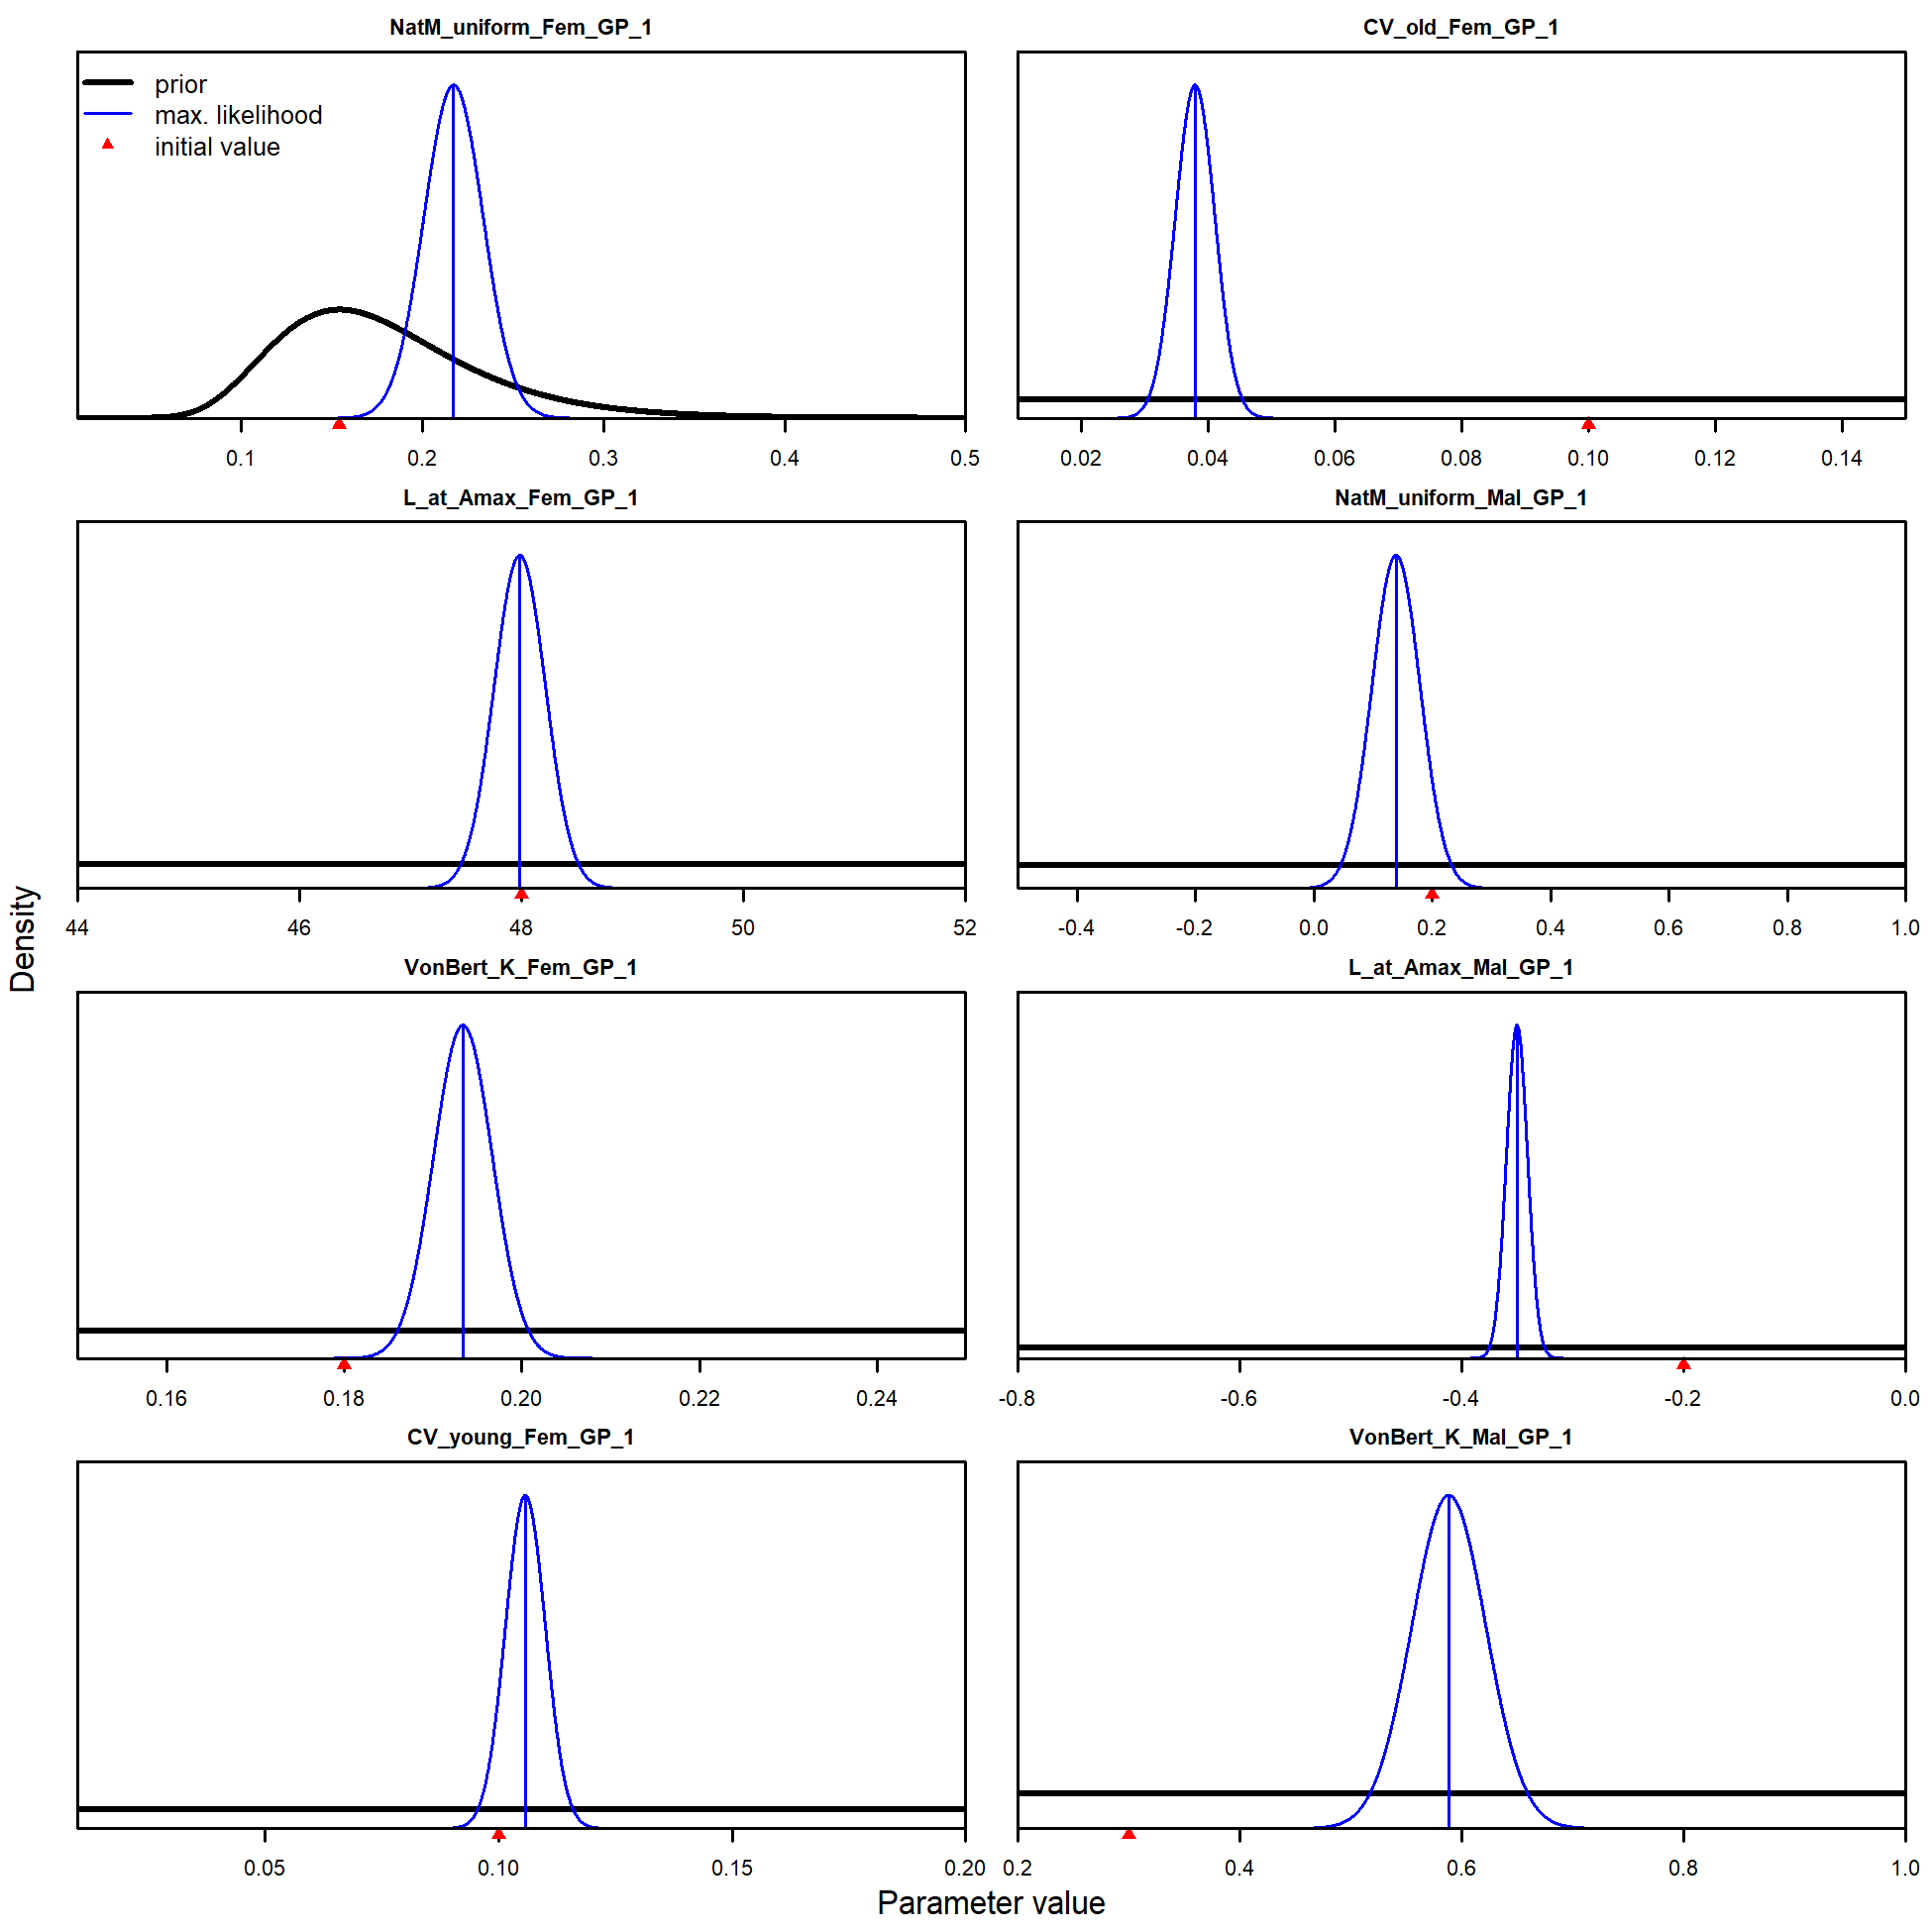 NatM_uniform_Fem_GP_1
prior
max. likelihood
initial value
0.1 0.2 0.3 0.4 0.5
CV_old_Fem_GP_1
0.02 0.04 0.06 0.08 0.10 0.12 0.14
L_at_Amax_Fem_GP_1
44 46 48 50 52
NatM_uniform_Mal_GP_1
-0.4 -0.2 0.0 0.2 0.4 0.6 0.8 1.0
VonBert_K_Fem_GP_1
0.16 0.18 0.20 0.22 0.24
L_at_Amax_Mal_GP_1
-0.8 -0.6 -0.4 -0.2 0.0
CV_young_Fem_GP_1
0.05 0.10 0.15 0.20
VonBert_K_Mal_GP_1
0.2 0.4 0.6 0.8 1.0
Density
Parameter value